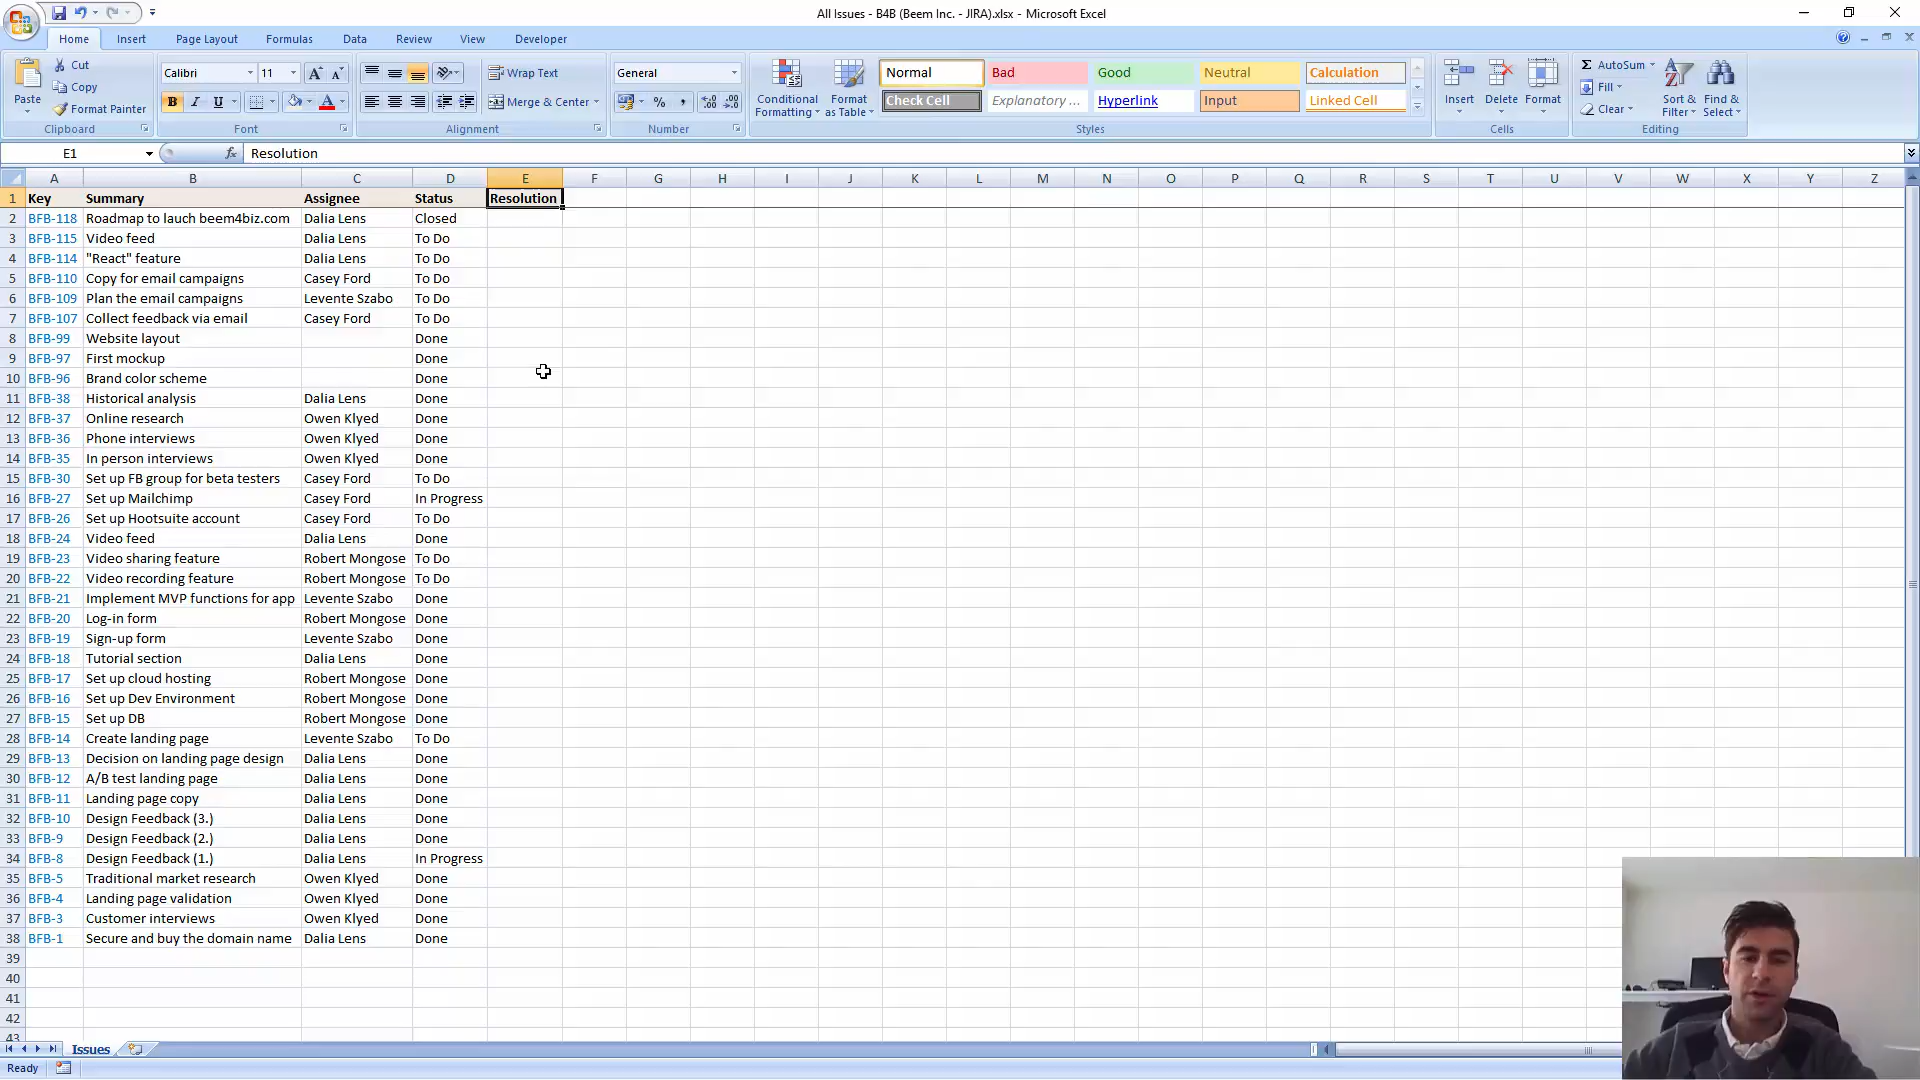 All Issues - B4B (Beem Inc. - JIRA).xlsx - Microsoft Excel
Home Insert Page Layout Formulas Data Review View Developer
Paste
Cut
Copy
Format Painter
Clipboard
Calibri 11
B I U
Font
Wrap Text
Merge & Center
Alignment
General
%
Number
Conditional Formatting
Format as Table
Normal Bad Good Neutral Calculation
Check Cell Explanatory ... Hyperlink Input Linked Cell
Styles
Insert Delete Format
Cells
AutoSum
Fill
Clear
Sort & Filter
Find & Select
Editing
E1 fx Resolution
A B C D E F G H I J K L M N O P Q R S T U V W X Y Z
1 Key Summary Assignee Status Resolution
2 BFB-118 Roadmap to lauch beem4biz.com Dalia Lens Closed
3 BFB-115 Video feed Dalia Lens To Do
4 BFB-114 "React" feature Dalia Lens To Do
5 BFB-110 Copy for email campaigns Casey Ford To Do
6 BFB-109 Plan the email campaigns Levente Szabo To Do
7 BFB-107 Collect feedback via email Casey Ford To Do
8 BFB-99 Website layout Done
9 BFB-97 First mockup Done
10 BFB-96 Brand color scheme Done
11 BFB-38 Historical analysis Dalia Lens Done
12 BFB-37 Online research Owen Klyed Done
13 BFB-36 Phone interviews Owen Klyed Done
14 BFB-35 In person interviews Owen Klyed Done
15 BFB-30 Set up FB group for beta testers Casey Ford To Do
16 BFB-27 Set up Mailchimp Casey Ford In Progress
17 BFB-26 Set up Hootsuite account Casey Ford To Do
18 BFB-24 Video feed Dalia Lens Done
19 BFB-23 Video sharing feature Robert Mongose To Do
20 BFB-22 Video recording feature Robert Mongose To Do
21 BFB-21 Implement MVP functions for app Levente Szabo Done
22 BFB-20 Log-in form Robert Mongose Done
23 BFB-19 Sign-up form Levente Szabo Done
24 BFB-18 Tutorial section Dalia Lens Done
25 BFB-17 Set up cloud hosting Robert Mongose Done
26 BFB-16 Set up Dev Environment Robert Mongose Done
27 BFB-15 Set up DB Robert Mongose Done
28 BFB-14 Create landing page Levente Szabo To Do
29 BFB-13 Decision on landing page design Dalia Lens Done
30 BFB-12 A/B test landing page Dalia Lens Done
31 BFB-11 Landing page copy Dalia Lens Done
32 BFB-10 Design Feedback (3.) Dalia Lens Done
33 BFB-9 Design Feedback (2.) Dalia Lens Done
34 BFB-8 Design Feedback (1.) Dalia Lens In Progress
35 BFB-5 Traditional market research Owen Klyed Done
36 BFB-4 Landing page validation Owen Klyed Done
37 BFB-3 Customer interviews Owen Klyed Done
38 BFB-1 Secure and buy the domain name Dalia Lens Done
39
40
41
42
43
Issues
Ready